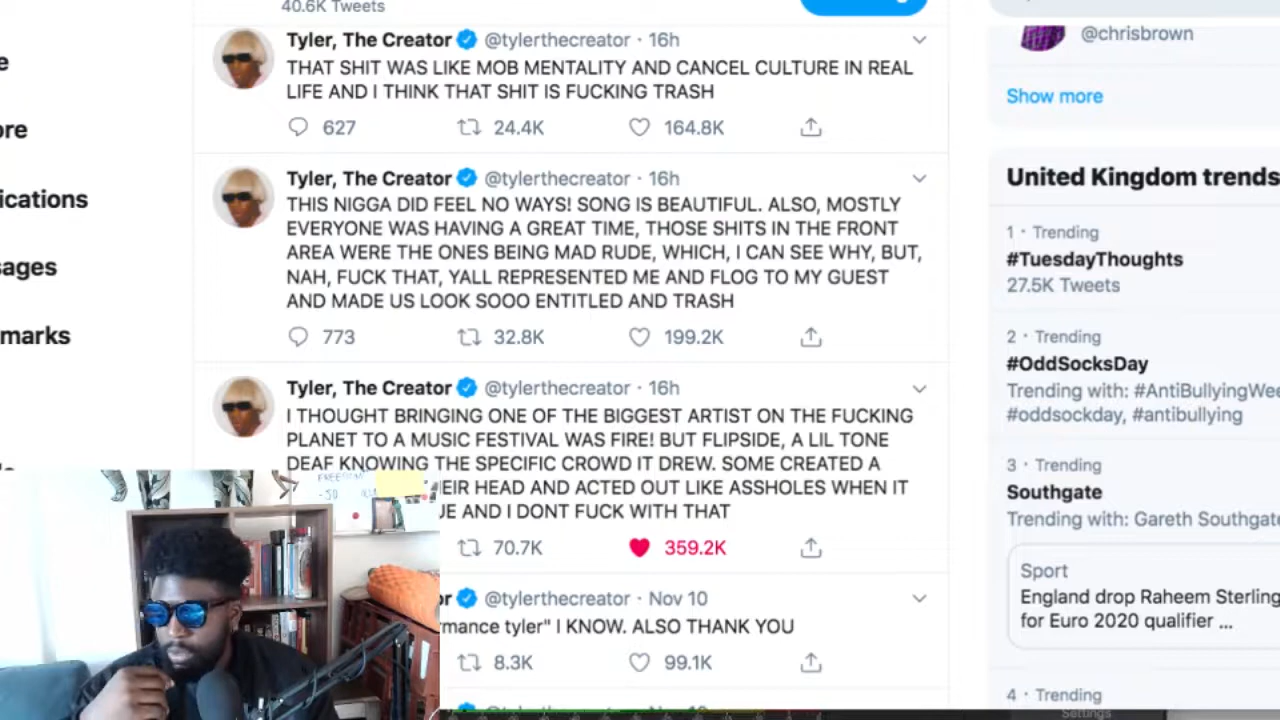 40.6K Tweets
Tyler, The Creator @tylerthecreator · 16h
THAT SHIT WAS LIKE MOB MENTALITY AND CANCEL CULTURE IN REAL
LIFE AND I THINK THAT SHIT IS FUCKING TRASH
627 24.4K 164.8K
Tyler, The Creator @tylerthecreator · 16h
THIS NIGGA DID FEEL NO WAYS! SONG IS BEAUTIFUL. ALSO, MOSTLY
EVERYONE WAS HAVING A GREAT TIME, THOSE SHITS IN THE FRONT
AREA WERE THE ONES BEING MAD RUDE, WHICH, I CAN SEE WHY, BUT,
NAH, FUCK THAT, YALL REPRESENTED ME AND FLOG TO MY GUEST
AND MADE US LOOK SOOO ENTITLED AND TRASH
773 32.8K 199.2K
Tyler, The Creator @tylerthecreator · 16h
I THOUGHT BRINGING ONE OF THE BIGGEST ARTIST ON THE FUCKING
PLANET TO A MUSIC FESTIVAL WAS FIRE! BUT FLIPSIDE, A LIL TONE
DEAF KNOWING THE SPECIFIC CROWD IT DREW. SOME CREATED A
EIR HEAD AND ACTED OUT LIKE ASSHOLES WHEN IT
UE AND I DONT FUCK WITH THAT
70.7K 359.2K
or @tylerthecreator · Nov 10
rmance tyler" I KNOW. ALSO THANK YOU
8.3K 99.1K
e
ore
ications
sages
marks
@chrisbrown
Show more
United Kingdom trends
1 · Trending
#TuesdayThoughts
27.5K Tweets
2 · Trending
#OddSocksDay
Trending with: #AntiBullyingWee
#oddsockday, #antibullying
3 · Trending
Southgate
Trending with: Gareth Southgate
Sport
England drop Raheem Sterling
for Euro 2020 qualifier ...
4 · Trending
Settings
FREEDOM